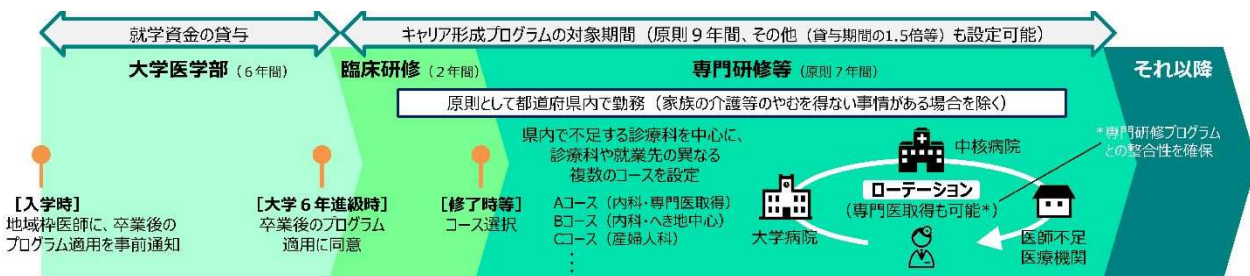 就学資金の貸与
キャリア形成プログラムの対象期間（原則９年間、その他（貸与期間の1.5倍等）も設定可能）
大学医学部（６年間）
臨床研修（２年間）
専門研修等（原則７年間）
それ以降
原則として都道府県内で勤務（家族の介護等のやむを得ない事情がある場合を除く）
[入学時]
地域枠医師に、卒業後の
プログラム適用を事前通知
[大学６年進級時]
卒業後のプログラム
適用に同意
[修了時等]
コース選択
県内で不足する診療科を中心に、
診療科や就業先の異なる
複数のコースを設定
Aコース（内科・専門医取得）
Bコース（内科・へき地中心）
Cコース（産婦人科）
⋮
中核病院
ローテーション
（専門医取得も可能*）
大学病院
医師不足
医療機関
*専門研修プログラム
との整合性を確保